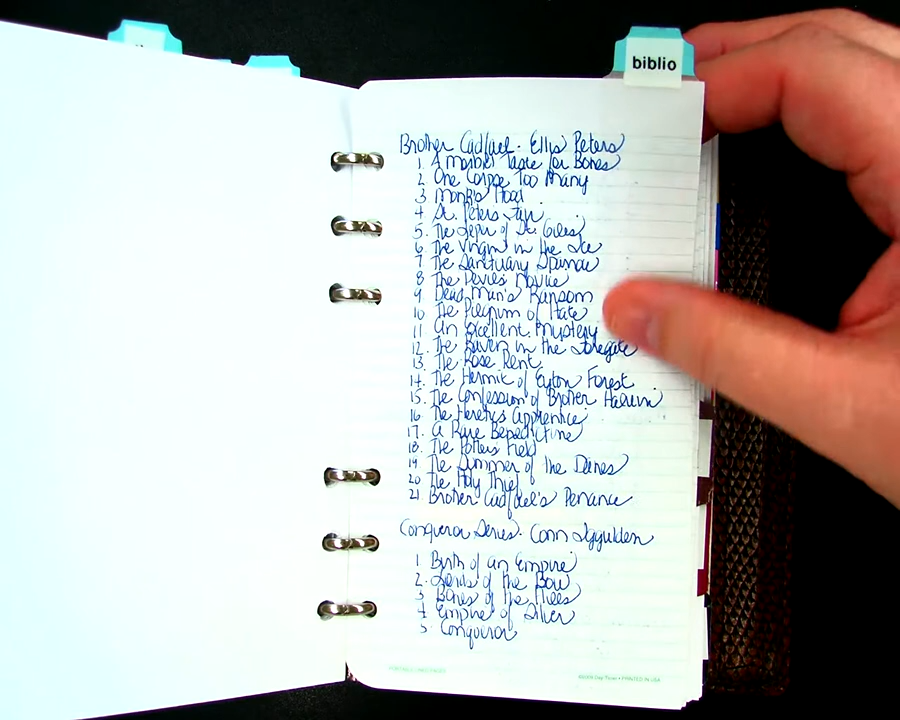 biblio
Brother Cadfael - Ellis Peters
1. A Morbid Taste for Bones
2 One Corpse Too Many
3 Monk's Hood
4 St. Peters Fair
5. The Leper of St. Giles
6. The Virgin in the Ice
7 The Sanctuary Sparrow
8 The Devils Novice
9 Dead Man's Ransom
10 The Pilgrim of Hate
11 An Excellent Mystery
12. The Raven in the Foregate
13. The Rose Rent
14. The Hermit of Eyton Forest
15. The Confession of Brother Haluin
16 The Heretic's Apprentice
17. A Rare Benedictine
18. The Potters Field
19 The Summer of the Danes
20 The Holy Thief
21 Brother Cadfael's Penance
Conqueror Series - Conn Iggulden
1 Birth of an Empire
2. Lords of the Bow
3 Bones of the Hills
4 Empire of Silver
5. Conqueror
PRINTED IN USA